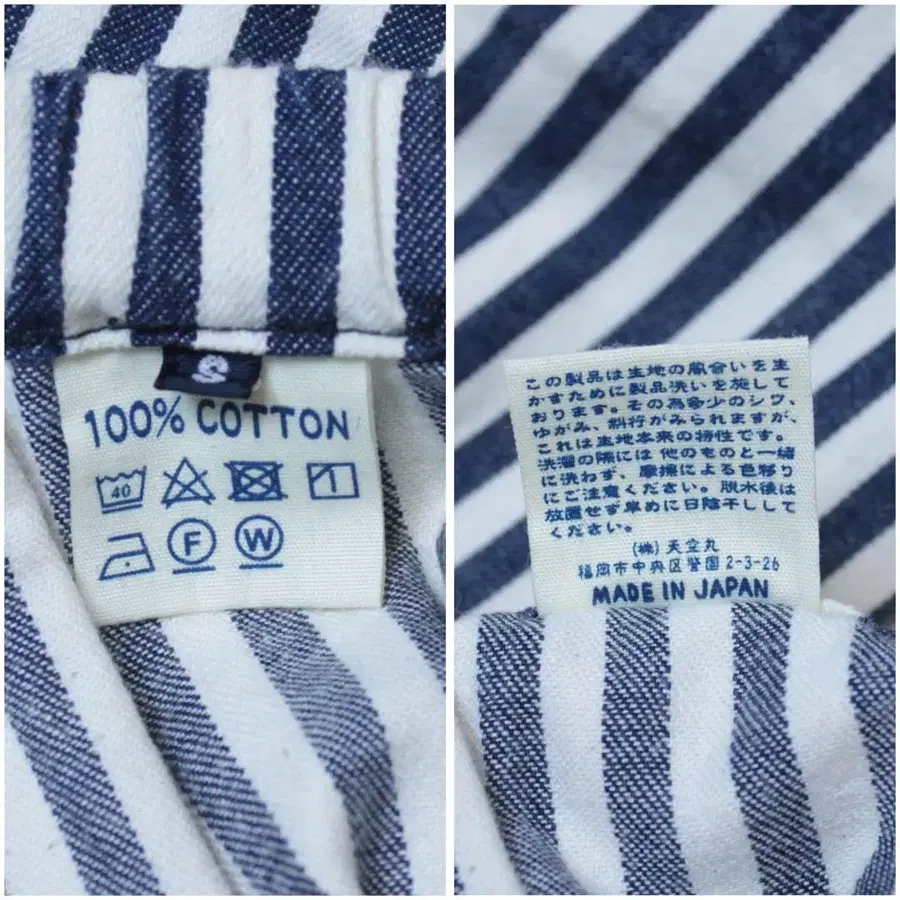 S
100% COTTON
40
F
W
この製品は生地の風合いを生
かすために製品洗いを施して
おります。その為多少のシワ、
ゆがみ、斜行がみられますが、
これは生地本来の特性です。
洗濯の際には他のものと一緒
に洗わず、摩擦による色移り
にご注意ください。脱水後は
放置せず早めに日陰干しして
ください。
(株)天空丸
福岡市中央区警固2-3-26
MADE IN JAPAN